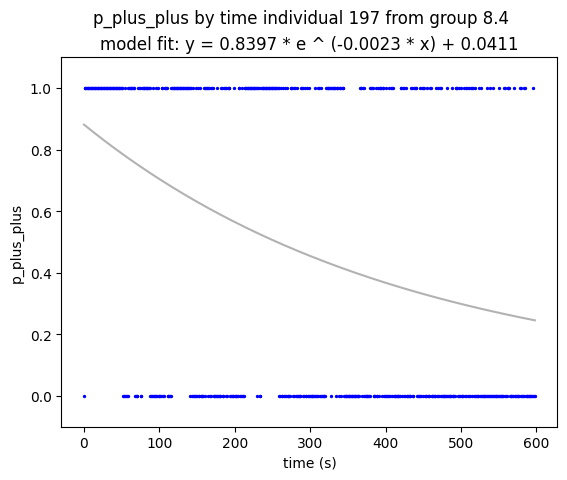 p_plus_plus by time individual 197 from group 8.4
model fit: y = 0.8397 * e ^ (-0.0023 * x) + 0.0411
1.0
0.8
0.6
0.4
0.2
0.0
p_plus_plus
0 100 200 300 400 500 600
time (s)